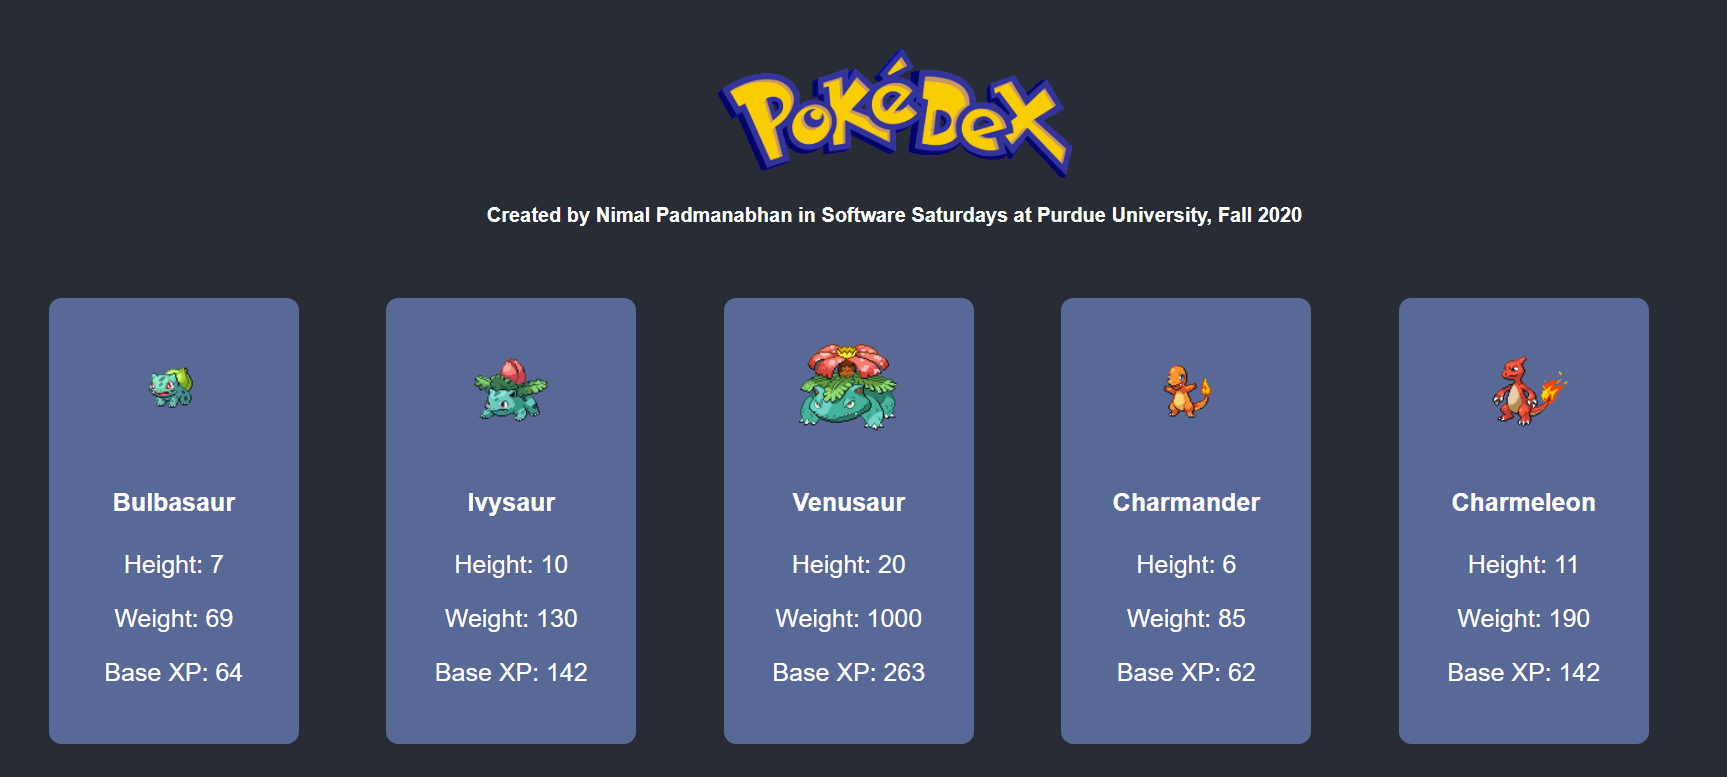 PoKéDex
Created by Nimal Padmanabhan in Software Saturdays at Purdue University, Fall 2020
Bulbasaur
Height: 7
Weight: 69
Base XP: 64
Ivysaur
Height: 10
Weight: 130
Base XP: 142
Venusaur
Height: 20
Weight: 1000
Base XP: 263
Charmander
Height: 6
Weight: 85
Base XP: 62
Charmeleon
Height: 11
Weight: 190
Base XP: 142